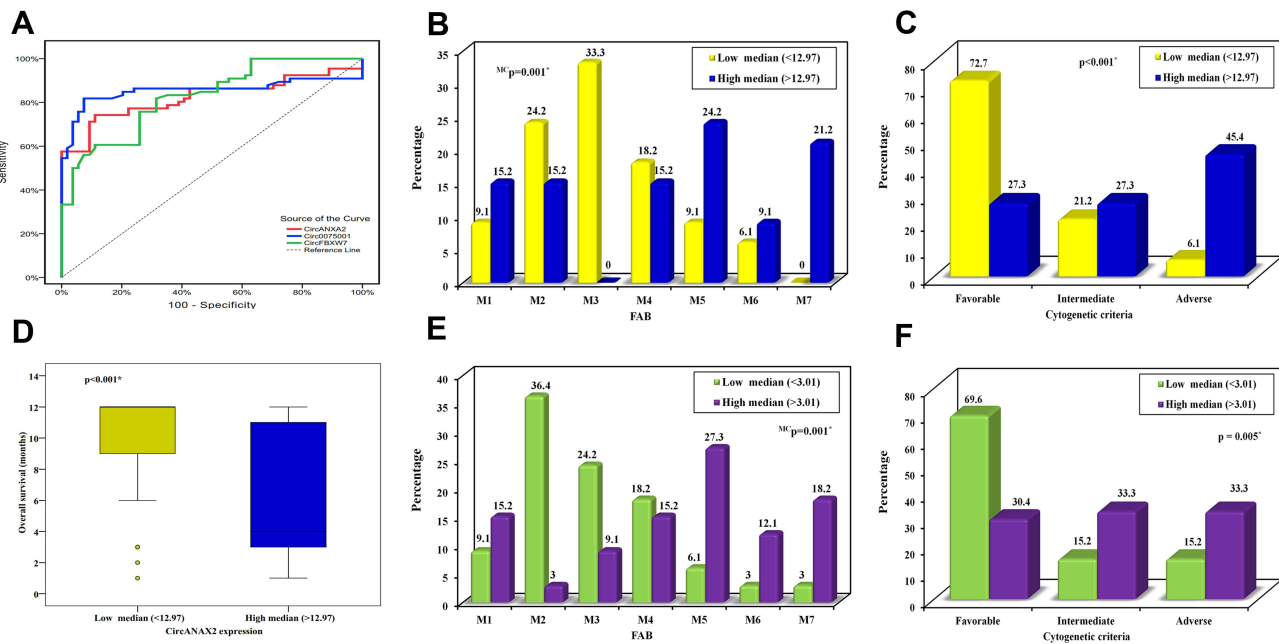 A
100%
80%
60%
40%
20%
0%
Sensitivity
Source of the Curve
CircANXA2
Circ0075001
CircFBXW7
Reference Line
0% 20% 40% 60% 80% 100%
100 - Specificity
B
35
30
25
20
15
10
5
0
Percentage
MCp=0.001*
Low median (<12.97)
High median (>12.97)
9.1 15.2 24.2 15.2 33.3 0 18.2 15.2 9.1 24.2 6.1 9.1 0 21.2
M1 M2 M3 M4 M5 M6 M7
FAB
C
80
70
60
50
40
30
20
10
0
Percentage
p<0.001*
Low median (<12.97)
High median (>12.97)
72.7 27.3 21.2 27.3 6.1 45.4
Favorable Intermediate Adverse
Cytogenetic criteria
D
14
12
10
8
6
4
2
0
Overall survival (months)
p<0.001*
Low median (<12.97) High median (>12.97)
CircANAX2 expression
E
40
35
30
25
20
15
10
5
0
Percentage
Low median (<3.01)
High median (>3.01)
MCp=0.001*
9.1 15.2 36.4 3 24.2 9.1 18.2 15.2 6.1 27.3 3 12.1 3 18.2
M1 M2 M3 M4 M5 M6 M7
FAB
F
80
70
60
50
40
30
20
10
0
Percentage
Low median (<3.01)
High median (>3.01)
p = 0.005*
69.6 30.4 15.2 33.3 15.2 33.3
Favorable Intermediate Adverse
Cytogenetic criteria